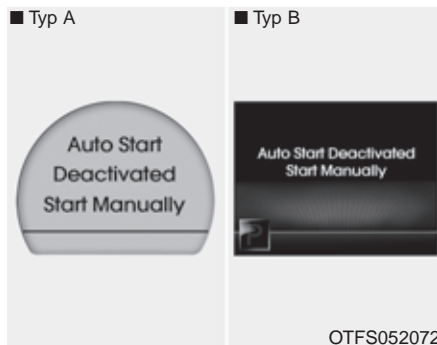 ■ Typ A
Auto Start
Deactivated
Start Manually
■ Typ B
Auto Start Deactivated
Start Manually
P
OTFS052072